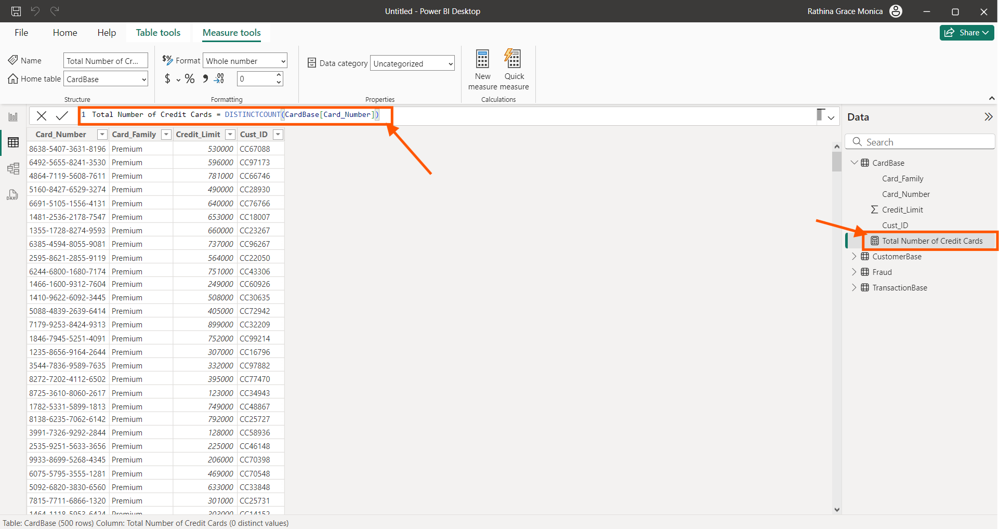 Untitled - Power BI Desktop
Rathina Grace Monica
File Home Help Table tools Measure tools
Share
Name Total Number of Cr...
Home table CardBase
Structure
$% Format Whole number
$ % , .00 →.0 0
Formatting
Data category Uncategorized
Properties
New measure
Quick measure
Calculations
1 Total Number of Credit Cards = DISTINCTCOUNT(CardBase[Card_Number])
Card_Number Card_Family Credit_Limit Cust_ID
8638-5407-3631-8196 Premium 530000 CC67088
6492-5655-8241-3530 Premium 596000 CC97173
4864-7119-5608-7611 Premium 781000 CC66746
5160-8427-6529-3274 Premium 490000 CC28930
6691-5105-1556-4131 Premium 640000 CC76766
1481-2536-2178-7547 Premium 653000 CC18007
1355-1728-8274-9593 Premium 660000 CC23267
6385-4594-8055-9081 Premium 737000 CC96267
2595-8621-2855-9119 Premium 564000 CC22050
6244-6800-1680-7174 Premium 751000 CC43306
1466-1600-9312-7604 Premium 249000 CC60926
1410-9622-6092-3445 Premium 508000 CC30635
5088-4839-2639-6414 Premium 405000 CC72942
7179-9253-8424-9313 Premium 899000 CC32209
1846-7945-5251-4091 Premium 752000 CC99214
1235-8656-9164-2644 Premium 307000 CC16796
3544-7836-9589-7635 Premium 332000 CC97882
8272-7202-4112-6502 Premium 395000 CC77470
8725-3610-8060-2617 Premium 123000 CC34943
1782-5331-5899-1813 Premium 749000 CC48867
8138-6235-7062-6142 Premium 792000 CC25727
3991-7326-9292-2844 Premium 128000 CC58936
2535-9251-5633-3656 Premium 225000 CC46148
9933-8699-5268-4345 Premium 206000 CC70398
6075-5795-3555-1281 Premium 469000 CC70548
5092-6820-3830-6560 Premium 633000 CC33848
7815-7711-6866-1320 Premium 301000 CC25731
1464-1118-5953-6424 Premium 303000 CC14152
DAX
Data
Search
CardBase
Card_Family
Card_Number
Credit_Limit
Cust_ID
Total Number of Credit Cards
CustomerBase
Fraud
TransactionBase
Table: CardBase (500 rows) Column: Total Number of Credit Cards (0 distinct values)